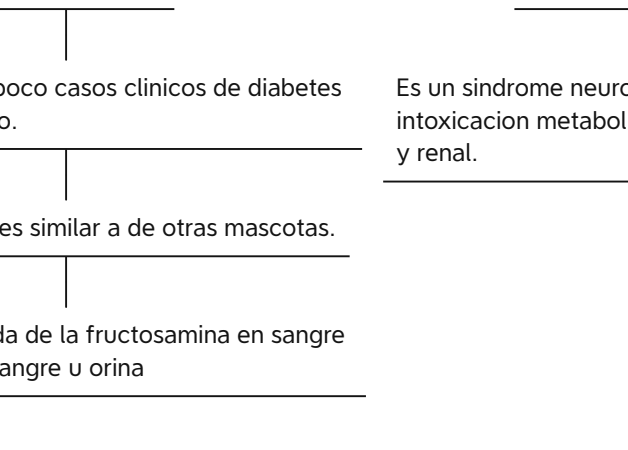 poco casos clinicos de diabetes
o.
es similar a de otras mascotas.
da de la fructosamina en sangre
sangre u orina
Es un sindrome neuro
intoxicacion metabol
y renal.